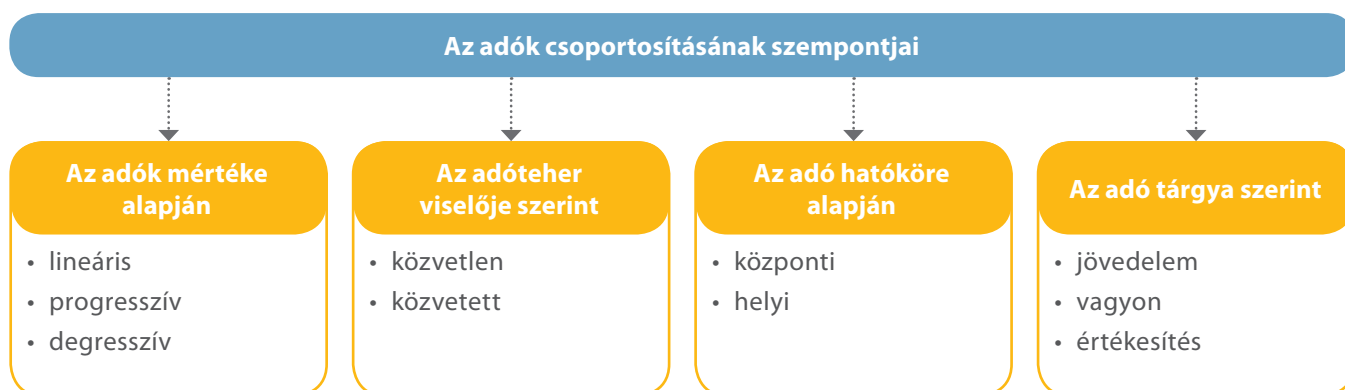 Az adók csoportosításának szempontjai
Az adók mértéke
alapján
• lineáris
• progresszív
• degresszív
Az adóteher
viselője szerint
• közvetlen
• közvetett
Az adó hatóköre
alapján
• központi
• helyi
Az adó tárgya szerint
• jövedelem
• vagyon
• értékesítés